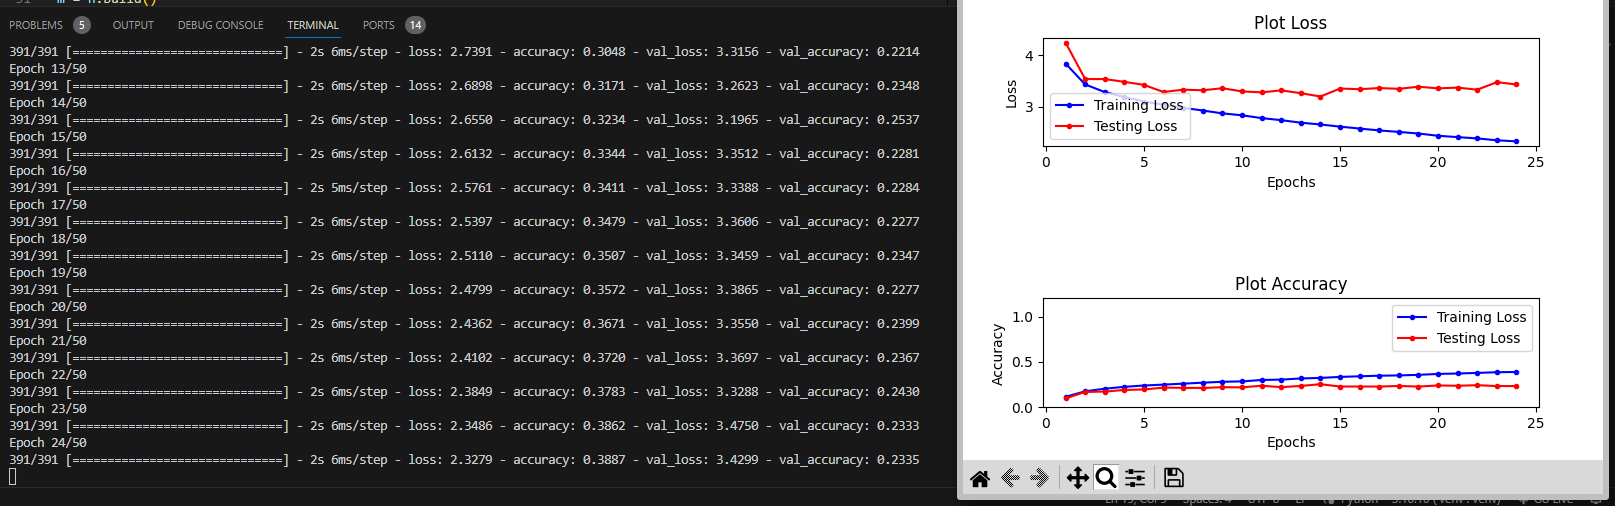 PROBLEMS 5 OUTPUT DEBUG CONSOLE TERMINAL PORTS 14
391/391 [==============================] - 2s 6ms/step - loss: 2.7391 - accuracy: 0.3048 - val_loss: 3.3156 - val_accuracy: 0.2214
Epoch 13/50
391/391 [==============================] - 2s 6ms/step - loss: 2.6898 - accuracy: 0.3171 - val_loss: 3.2623 - val_accuracy: 0.2348
Epoch 14/50
391/391 [==============================] - 2s 6ms/step - loss: 2.6550 - accuracy: 0.3234 - val_loss: 3.1965 - val_accuracy: 0.2537
Epoch 15/50
391/391 [==============================] - 2s 6ms/step - loss: 2.6132 - accuracy: 0.3344 - val_loss: 3.3512 - val_accuracy: 0.2281
Epoch 16/50
391/391 [==============================] - 2s 5ms/step - loss: 2.5761 - accuracy: 0.3411 - val_loss: 3.3388 - val_accuracy: 0.2284
Epoch 17/50
391/391 [==============================] - 2s 6ms/step - loss: 2.5397 - accuracy: 0.3479 - val_loss: 3.3606 - val_accuracy: 0.2277
Epoch 18/50
391/391 [==============================] - 2s 6ms/step - loss: 2.5110 - accuracy: 0.3507 - val_loss: 3.3459 - val_accuracy: 0.2347
Epoch 19/50
391/391 [==============================] - 2s 6ms/step - loss: 2.4799 - accuracy: 0.3572 - val_loss: 3.3865 - val_accuracy: 0.2277
Epoch 20/50
391/391 [==============================] - 2s 6ms/step - loss: 2.4362 - accuracy: 0.3671 - val_loss: 3.3550 - val_accuracy: 0.2399
Epoch 21/50
391/391 [==============================] - 2s 6ms/step - loss: 2.4102 - accuracy: 0.3720 - val_loss: 3.3697 - val_accuracy: 0.2367
Epoch 22/50
391/391 [==============================] - 2s 6ms/step - loss: 2.3849 - accuracy: 0.3783 - val_loss: 3.3288 - val_accuracy: 0.2430
Epoch 23/50
391/391 [==============================] - 2s 6ms/step - loss: 2.3486 - accuracy: 0.3862 - val_loss: 3.4750 - val_accuracy: 0.2333
Epoch 24/50
391/391 [==============================] - 2s 6ms/step - loss: 2.3279 - accuracy: 0.3887 - val_loss: 3.4299 - val_accuracy: 0.2335
Plot Loss
4
3
Loss
Training Loss
Testing Loss
0 5 10 15 20 25
Epochs
Plot Accuracy
1.0
0.5
0.0
Accuracy
Training Loss
Testing Loss
0 5 10 15 20 25
Epochs